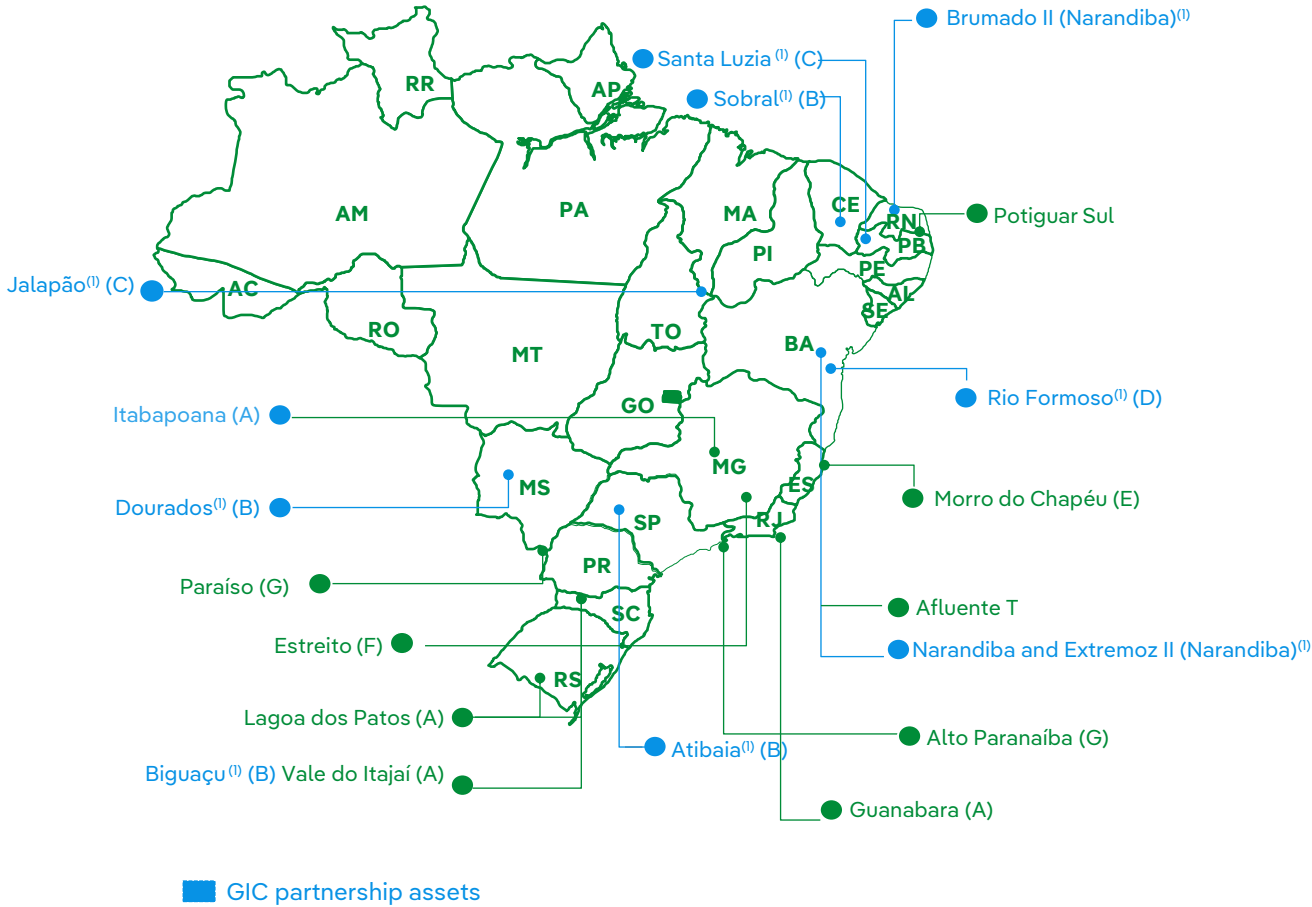 Brumado II (Narandiba)⁽¹⁾
Santa Luzia⁽¹⁾ (C)
Sobral⁽¹⁾ (B)
RR
AP
AM
PA
MA
CE
RN
Potiguar Sul
PB
PI
PE
Jalapão⁽¹⁾ (C)
AC
AL
SE
RO
TO
MT
BA
Rio Formoso⁽¹⁾ (D)
GO
Itabapoana (A)
MG
MS
ES
Morro do Chapéu (E)
Dourados⁽¹⁾ (B)
SP
RJ
PR
Paraíso (G)
SC
Afluente T
Estreito (F)
Narandiba and Extremoz II (Narandiba)⁽¹⁾
RS
Lagoa dos Patos (A)
Alto Paranaíba (G)
Atibaia⁽¹⁾ (B)
Biguaçu⁽¹⁾ (B) Vale do Itajaí (A)
Guanabara (A)
GIC partnership assets